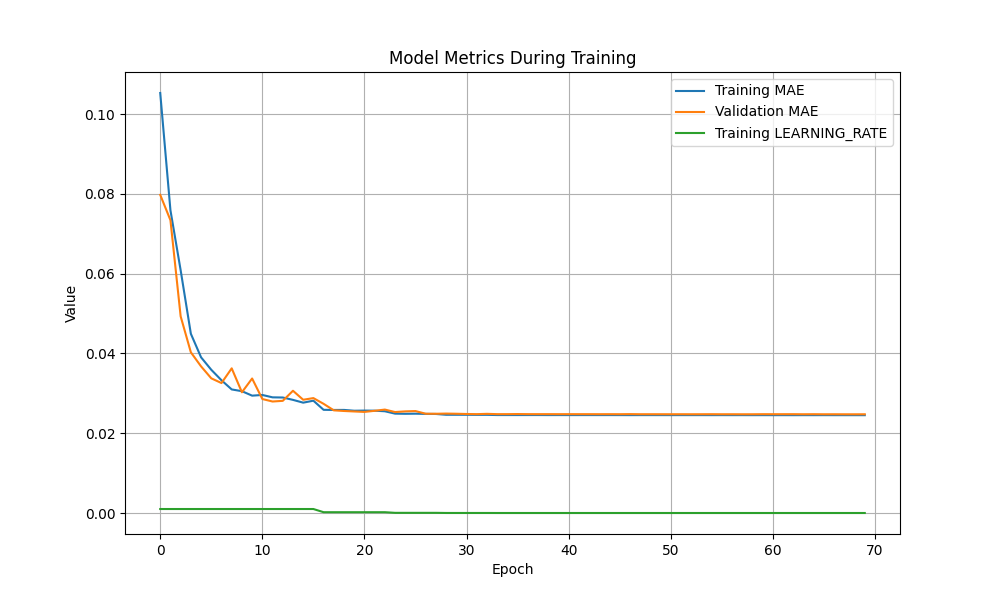 Model Metrics During Training
Training MAE
Validation MAE
Training LEARNING_RATE
Value
0.10
0.08
0.06
0.04
0.02
0.00
0 10 20 30 40 50 60 70
Epoch